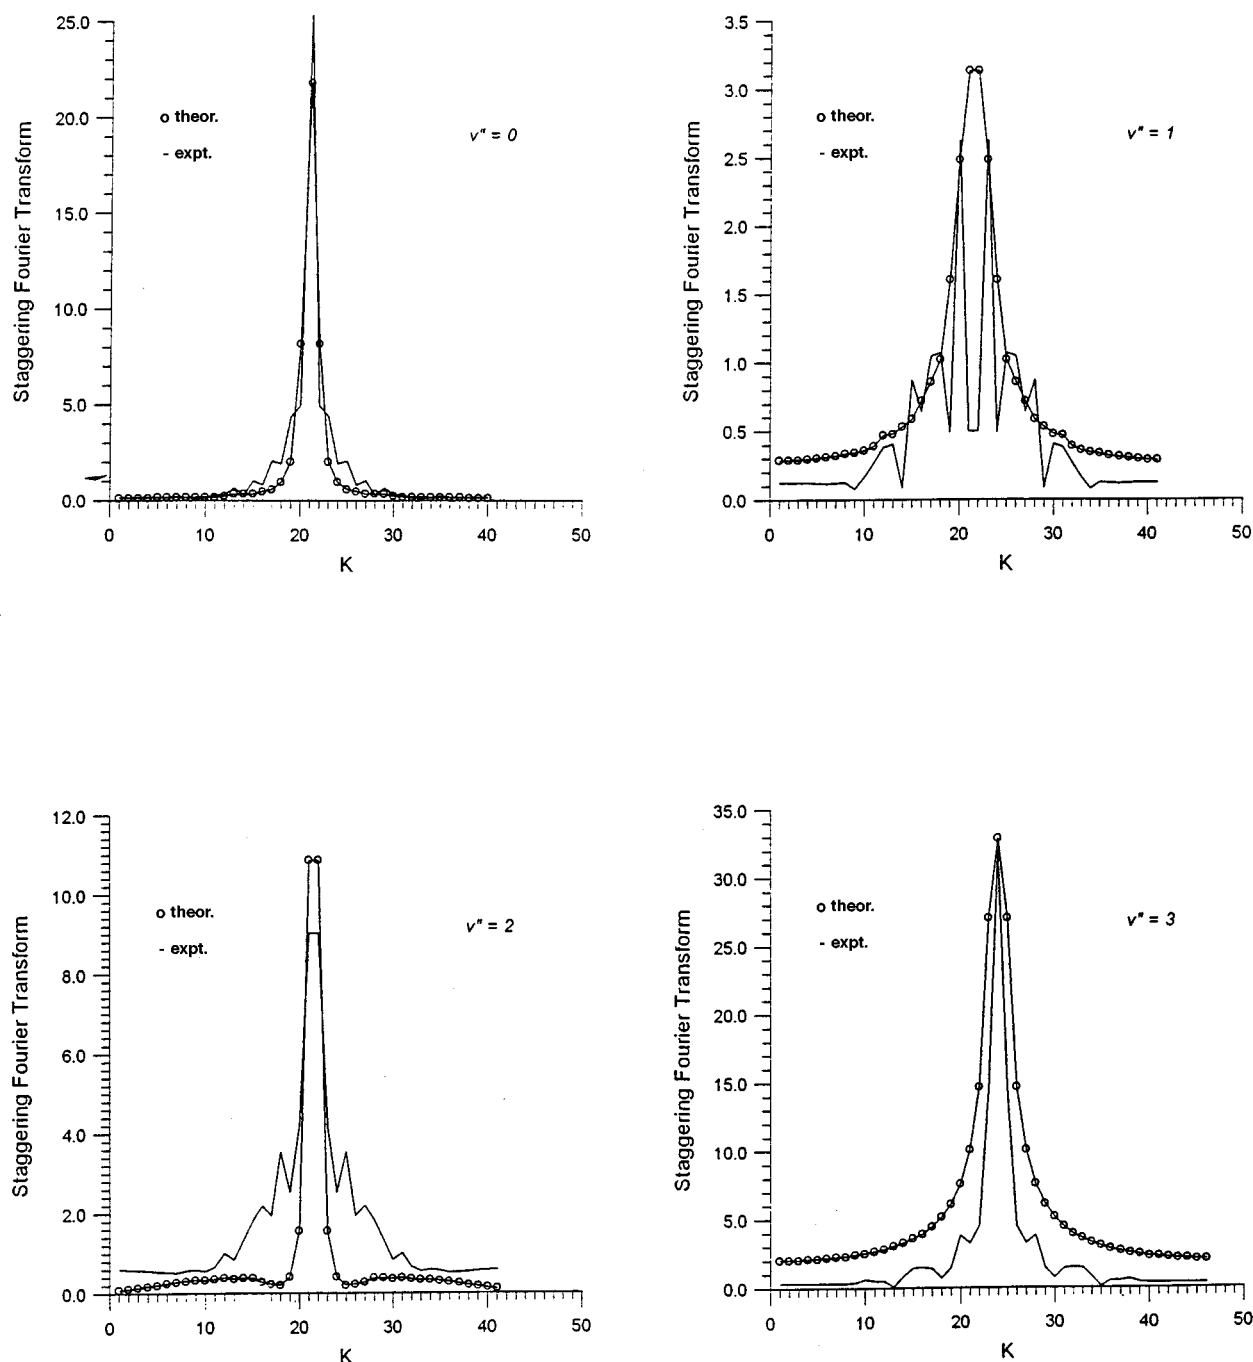 25.0
20.0
15.0
10.0
5.0
0.0
Staggering Fourier Transform
o theor.
- expt.
v" = 0
0 10 20 30 40 50
K
3.5
3.0
2.5
2.0
1.5
1.0
0.5
0.0
Staggering Fourier Transform
o theor.
- expt.
v" = 1
0 10 20 30 40 50
K
12.0
10.0
8.0
6.0
4.0
2.0
0.0
Staggering Fourier Transform
o theor.
- expt.
v" = 2
0 10 20 30 40 50
K
35.0
30.0
25.0
20.0
15.0
10.0
5.0
0.0
Staggering Fourier Transform
o theor.
- expt.
v" = 3
0 10 20 30 40 50
K